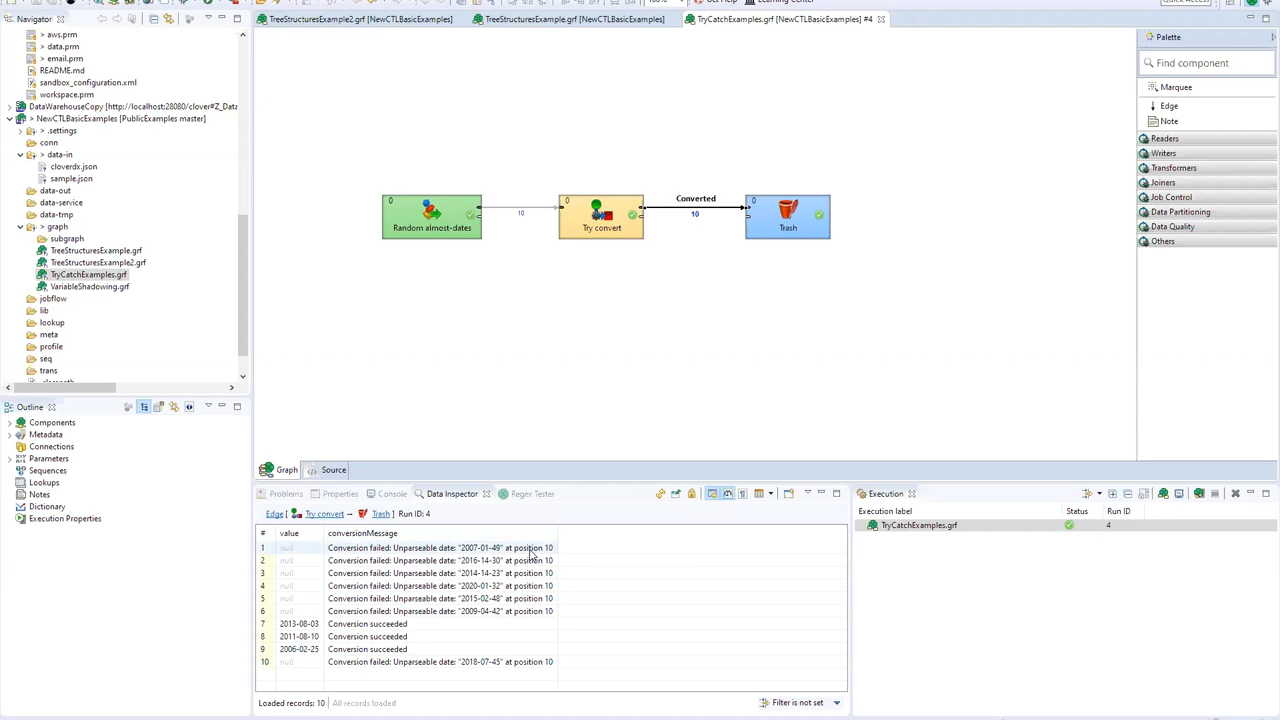 Navigator
TreeStructuresExample2.grf [NewCTLBasicExamples]
TreeStructuresExample.grf [NewCTLBasicExamples]
TryCatchExamples.grf [NewCTLBasicExamples] #4
> aws.prm
> data.prm
> email.prm
README.md
sandbox_configuration.xml
workspace.prm
DataWarehouseCopy [http://localhost:28080/clover#Z_Data
> NewCTLBasicExamples [PublicExamples master]
> .settings
conn
> data-in
cloverdx.json
sample.json
data-out
data-service
data-tmp
> graph
subgraph
TreeStructuresExample.grf
TreeStructuresExample2.grf
TryCatchExamples.grf
VariableShadowing.grf
jobflow
lib
lookup
meta
profile
seq
trans
Outline
Components
Metadata
Connections
Parameters
Sequences
Lookups
Notes
Dictionary
Execution Properties
0
Random almost-dates
10
0
Try convert
Converted
10
0
Trash
Palette
Find component
Marquee
Edge
Note
Readers
Writers
Transformers
Joiners
Job Control
Data Partitioning
Data Quality
Others
Graph
Source
Problems
Properties
Console
Data Inspector
Regex Tester
Edge [ Try convert → Trash ] Run ID: 4
# value conversionMessage
1 null Conversion failed: Unparseable date: "2007-01-49" at position 10
2 null Conversion failed: Unparseable date: "2016-14-30" at position 10
3 null Conversion failed: Unparseable date: "2014-14-23" at position 10
4 null Conversion failed: Unparseable date: "2020-01-32" at position 10
5 null Conversion failed: Unparseable date: "2015-02-48" at position 10
6 null Conversion failed: Unparseable date: "2009-04-42" at position 10
7 2013-08-03 Conversion succeeded
8 2011-08-10 Conversion succeeded
9 2006-02-25 Conversion succeeded
10 null Conversion failed: Unparseable date: "2018-07-45" at position 10
Loaded records: 10 All records loaded
Filter is not set
Execution
Execution label Status Run ID
TryCatchExamples.grf 4